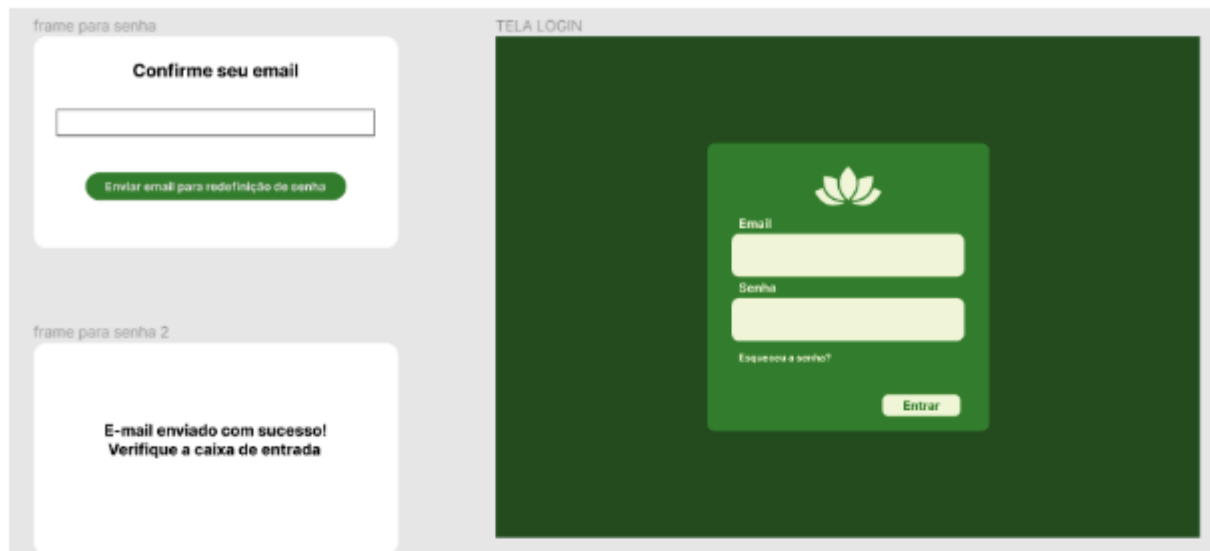 frame para senha
Confirme seu email
Enviar email para redefinição de senha
frame para senha 2
E-mail enviado com sucesso!
Verifique a caixa de entrada
TELA LOGIN
Email
Senha
Esqueceu a senha?
Entrar